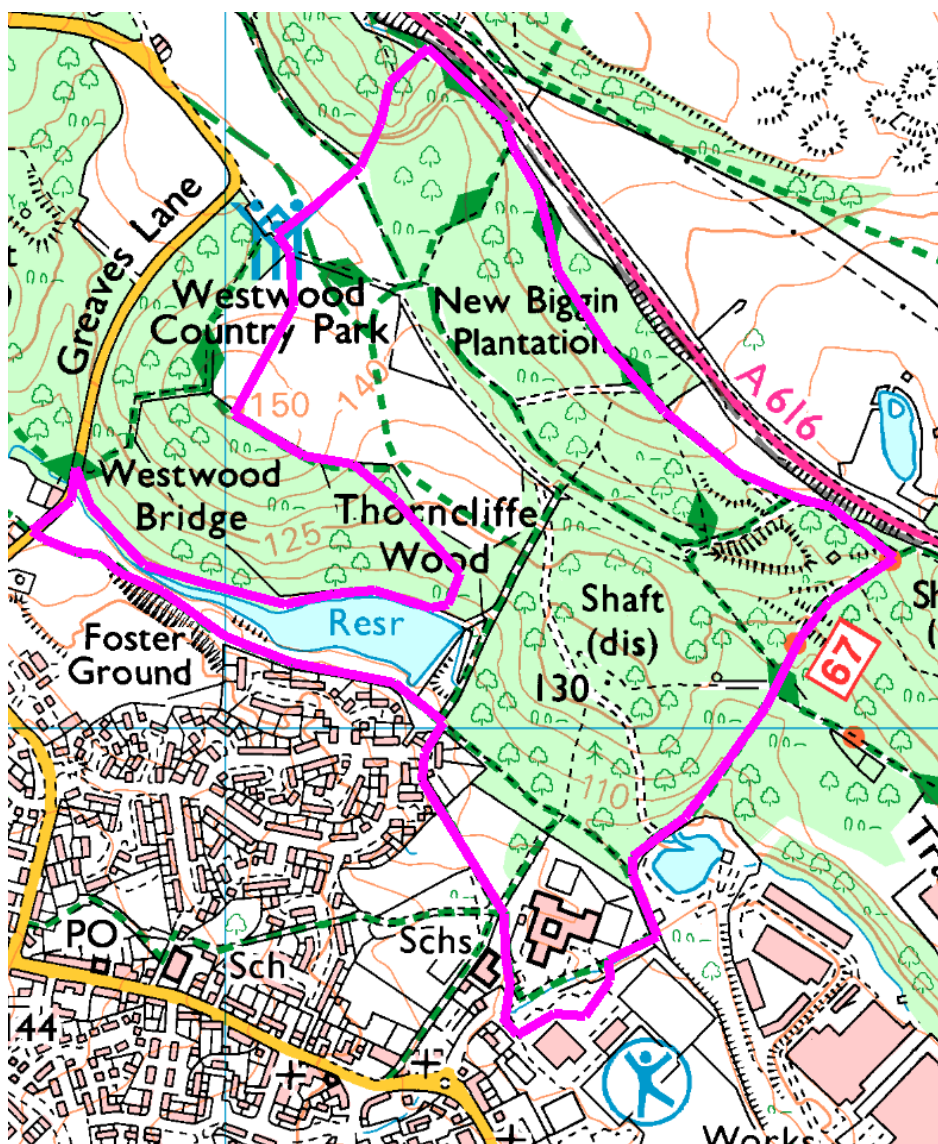 Greaves Lane
Westwood
Country Park
New Biggin
Plantation
A616
150
140
Westwood
Bridge
Thorncliffe
Wood
125
Resr
Shaft
(dis)
130
67
Foster
Ground
110
PO
Sch
Schs
44
Works